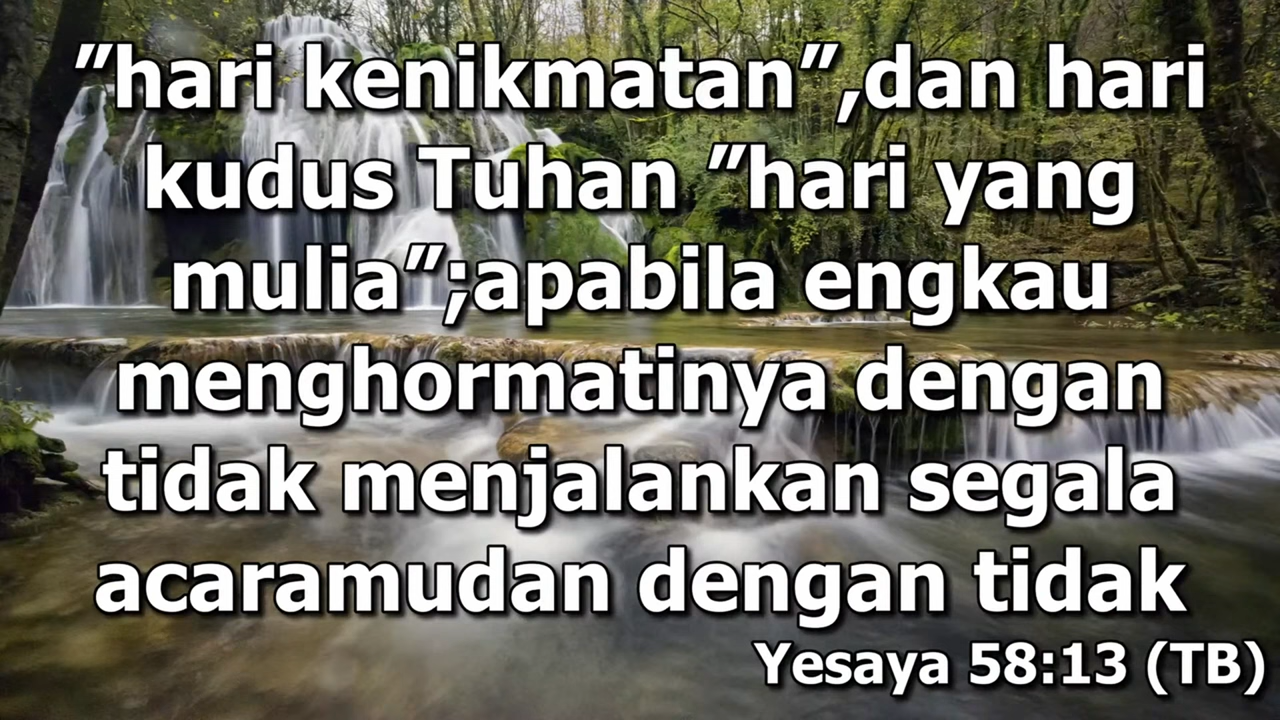 "hari kenikmatan",dan hari
kudus Tuhan "hari yang
mulia";apabila engkau
menghormatinya dengan
tidak menjalankan segala
acaramudan dengan tidak
Yesaya 58:13 (TB)